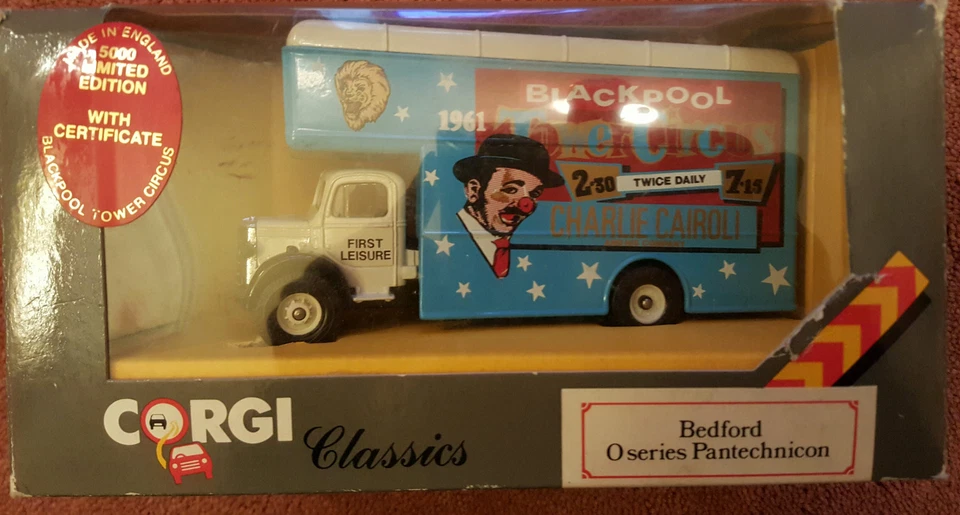 MADE IN ENGLAND
5000
LIMITED
EDITION
WITH
CERTIFICATE
BLACKPOOL TOWER CIRCUS
BLACKPOOL
1961
Tower Circus
2·30 TWICE DAILY 7·15
CHARLIE CAIROLI
FIRST
LEISURE
CORGI
Classics
Bedford
O series Pantechnicon